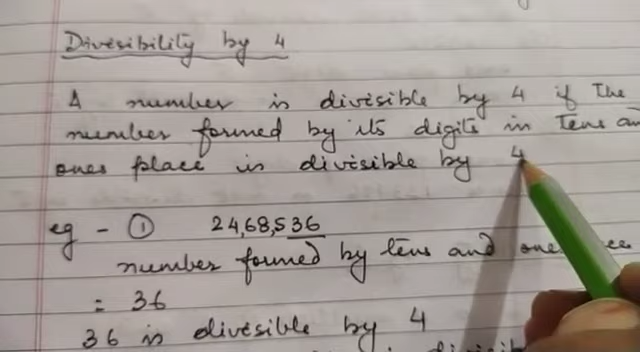 Divisibility by 4
A number is divisible by 4 if the
number formed by its digits in Tens
ones place is divisible by 4
eg - ① 24,68,536
number formed by tens and
= 36
36 is divisible by 4